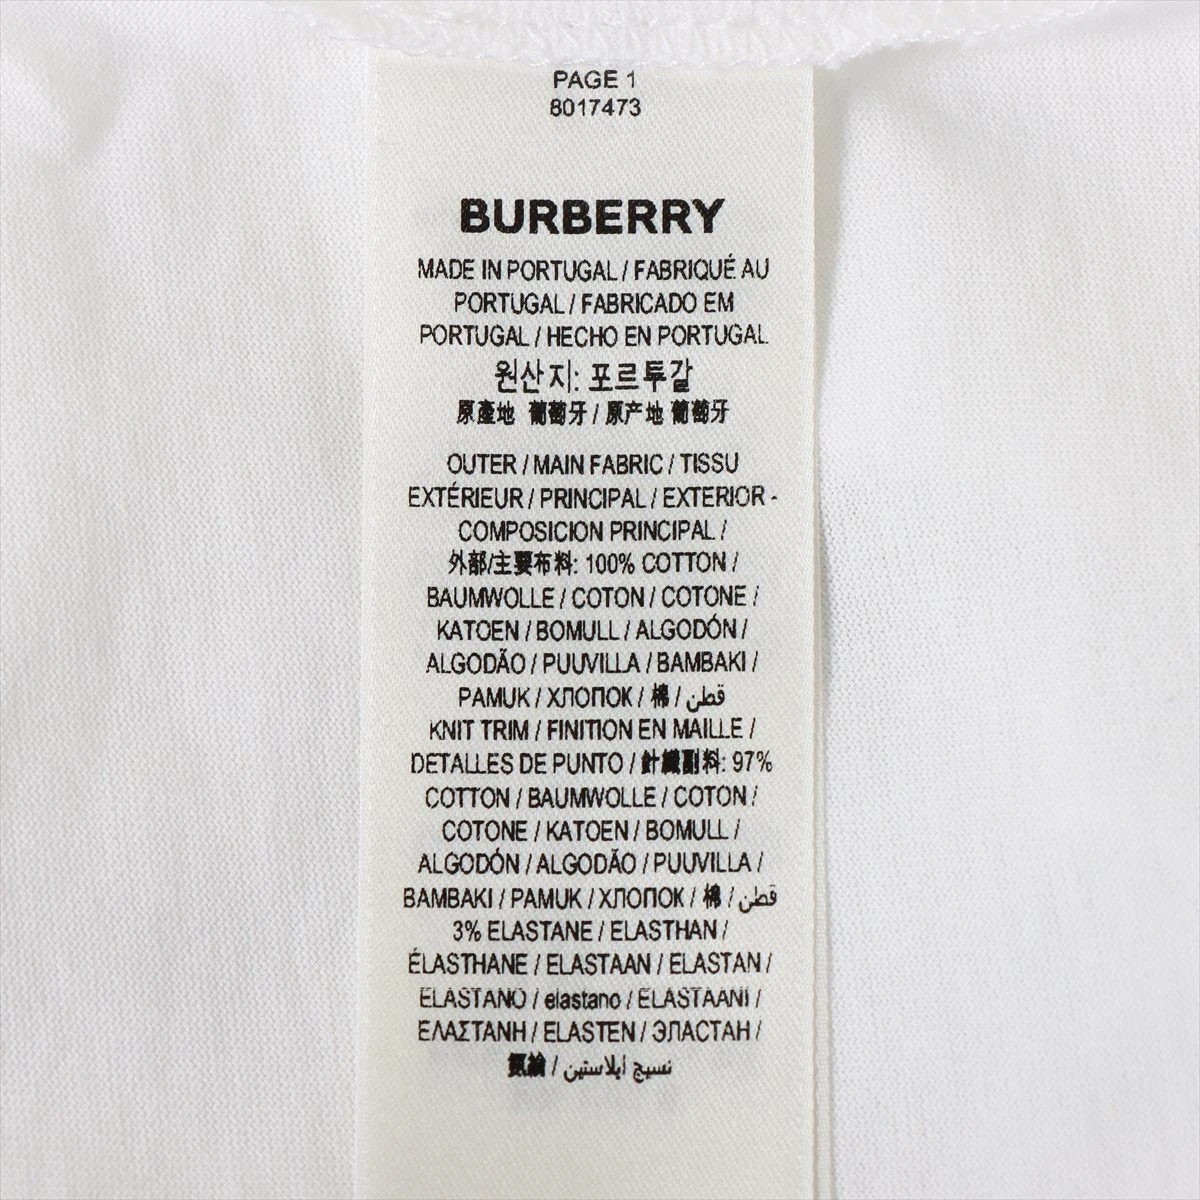 PAGE 1
8017473
BURBERRY
MADE IN PORTUGAL / FABRIQUÉ AU
PORTUGAL / FABRICADO EM
PORTUGAL / HECHO EN PORTUGAL
원산지: 포르투갈
原產地 葡萄牙 / 原产地 葡萄牙
OUTER / MAIN FABRIC / TISSU
EXTÉRIEUR / PRINCIPAL / EXTERIOR -
COMPOSICION PRINCIPAL /
外部/主要布料: 100% COTTON /
BAUMWOLLE / COTON / COTONE /
KATOEN / BOMULL / ALGODÓN /
ALGODÃO / PUUVILLA / BAMBAKI /
PAMUK / ХЛОПОК / 棉 / قطن
KNIT TRIM / FINITION EN MAILLE /
DETALLES DE PUNTO / 針織副料: 97%
COTTON / BAUMWOLLE / COTON /
COTONE / KATOEN / BOMULL /
ALGODÓN / ALGODÃO / PUUVILLA /
BAMBAKI / PAMUK / ХЛОПОК / 棉 / قطن
3% ELASTANE / ELASTHAN /
ÉLASTHANE / ELASTAAN / ELASTAN /
ELASTANO / elastano / ELASTAANI /
ΕΛΑΣΤΑΝΗ / ELASTEN / ЭЛАСТАН /
氨綸 / نسيج ايلاستين